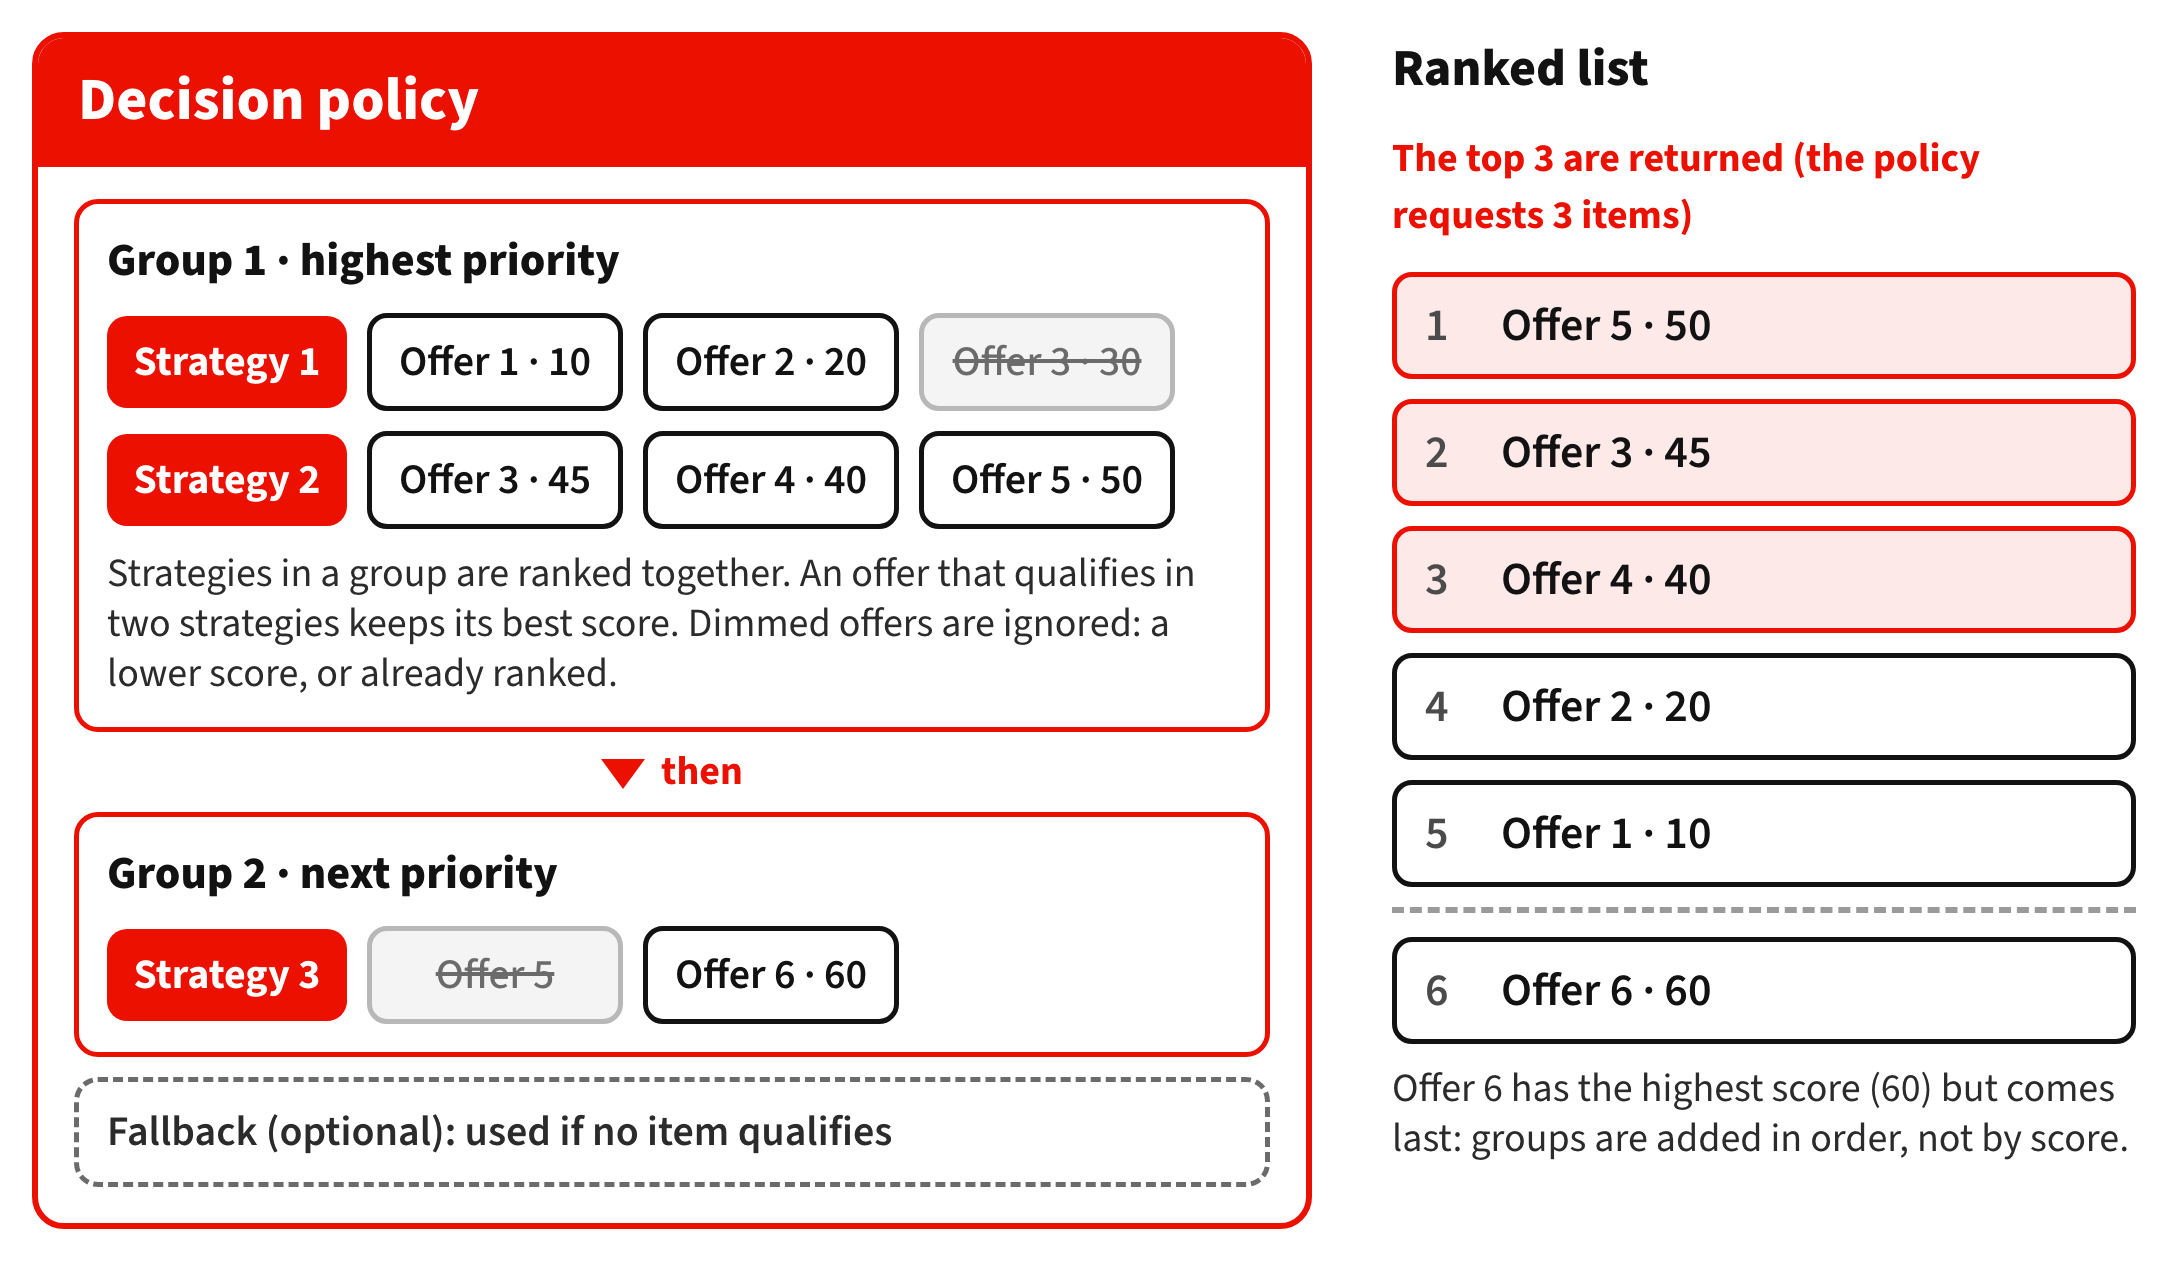 Decision policy
Group 1 · highest priority
Strategy 1
Offer 1 · 10
Offer 2 · 20
Offer 3 · 30
Strategy 2
Offer 3 · 45
Offer 4 · 40
Offer 5 · 50
Strategies in a group are ranked together. An offer that qualifies in
two strategies keeps its best score. Dimmed offers are ignored: a
lower score, or already ranked.
then
Group 2 · next priority
Strategy 3
Offer 5
Offer 6 · 60
Fallback (optional): used if no item qualifies
Ranked list
The top 3 are returned (the policy
requests 3 items)
1 Offer 5 · 50
2 Offer 3 · 45
3 Offer 4 · 40
4 Offer 2 · 20
5 Offer 1 · 10
6 Offer 6 · 60
Offer 6 has the highest score (60) but comes
last: groups are added in order, not by score.